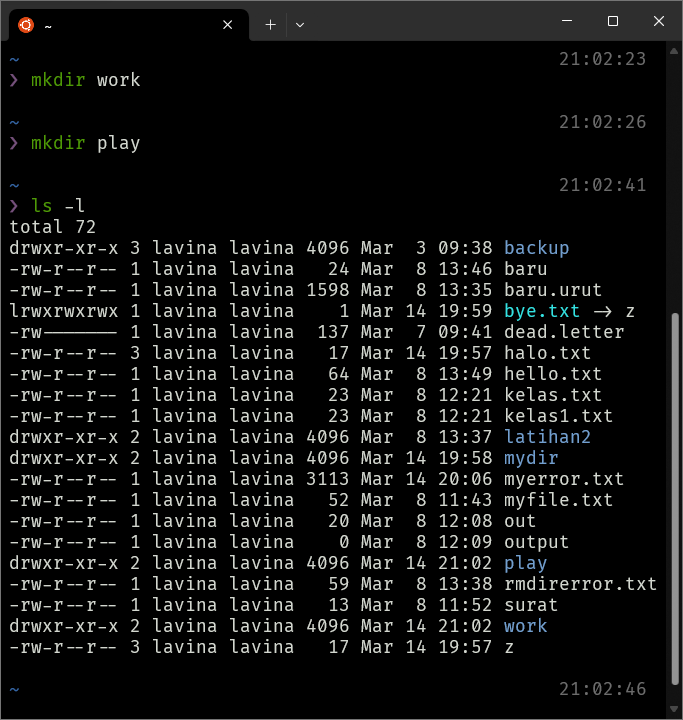 ~
~ 21:02:23
❯ mkdir work
~ 21:02:26
❯ mkdir play
~ 21:02:41
❯ ls -l
total 72
drwxr-xr-x 3 lavina lavina 4096 Mar  3 09:38 backup
-rw-r--r-- 1 lavina lavina   24 Mar  8 13:46 baru
-rw-r--r-- 1 lavina lavina 1598 Mar  8 13:35 baru.urut
lrwxrwxrwx 1 lavina lavina    1 Mar 14 19:59 bye.txt -> z
-rw------- 1 lavina lavina  137 Mar  7 09:41 dead.letter
-rw-r--r-- 3 lavina lavina   17 Mar 14 19:57 halo.txt
-rw-r--r-- 1 lavina lavina   64 Mar  8 13:49 hello.txt
-rw-r--r-- 1 lavina lavina   23 Mar  8 12:21 kelas.txt
-rw-r--r-- 1 lavina lavina   23 Mar  8 12:21 kelas1.txt
drwxr-xr-x 2 lavina lavina 4096 Mar  8 13:37 latihan2
drwxr-xr-x 2 lavina lavina 4096 Mar 14 19:58 mydir
-rw-r--r-- 1 lavina lavina 3113 Mar 14 20:06 myerror.txt
-rw-r--r-- 1 lavina lavina   52 Mar  8 11:43 myfile.txt
-rw-r--r-- 1 lavina lavina   20 Mar  8 12:08 out
-rw-r--r-- 1 lavina lavina    0 Mar  8 12:09 output
drwxr-xr-x 2 lavina lavina 4096 Mar 14 21:02 play
-rw-r--r-- 1 lavina lavina   59 Mar  8 13:38 rmdirerror.txt
-rw-r--r-- 1 lavina lavina   13 Mar  8 11:52 surat
drwxr-xr-x 2 lavina lavina 4096 Mar 14 21:02 work
-rw-r--r-- 3 lavina lavina   17 Mar 14 19:57 z
~ 21:02:46